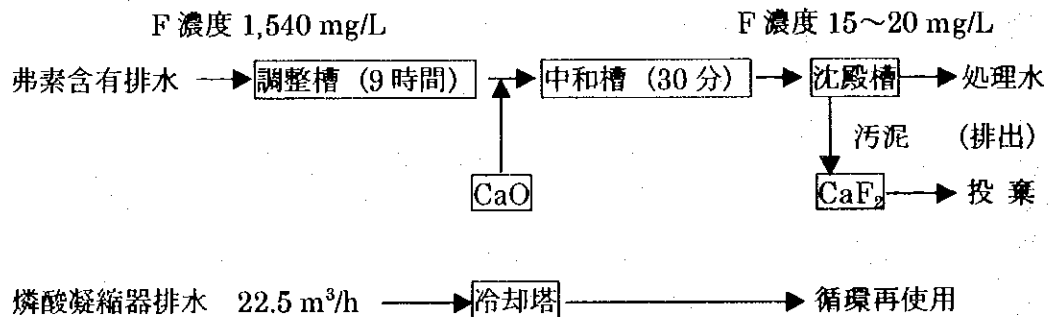 F 濃度 1,540 mg/L F 濃度 15～20 mg/L
弗素含有排水 調整槽（9 時間） 中和槽（30 分） 沈殿槽 処理水
汚泥 （排出）
CaO CaF₂ 投棄
燐酸凝縮器排水 22.5 m³/h 冷却塔 循環再使用